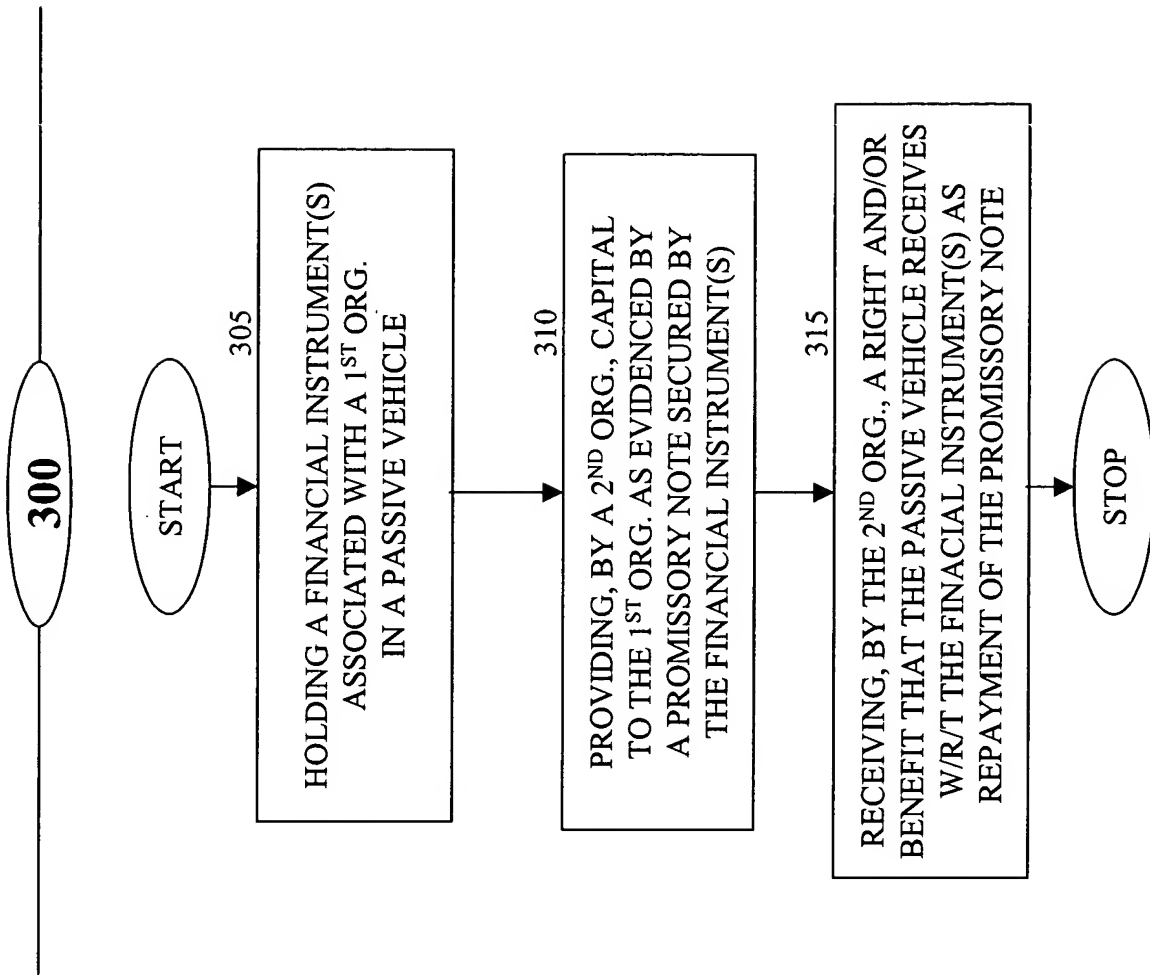 300
START
305
HOLDING A FINANCIAL INSTRUMENT(S)
ASSOCIATED WITH A 1ST ORG.
IN A PASSIVE VEHICLE
310
PROVIDING, BY A 2ND ORG., CAPITAL
TO THE 1ST ORG. AS EVIDENCED BY
A PROMISSORY NOTE SECURED BY
THE FINANCIAL INSTRUMENT(S)
315
RECEIVING, BY THE 2ND ORG., A RIGHT AND/OR
BENEFIT THAT THE PASSIVE VEHICLE RECEIVES
W/R/T THE FINACIAL INSTRUMENT(S) AS
REPAYMENT OF THE PROMISSORY NOTE
STOP